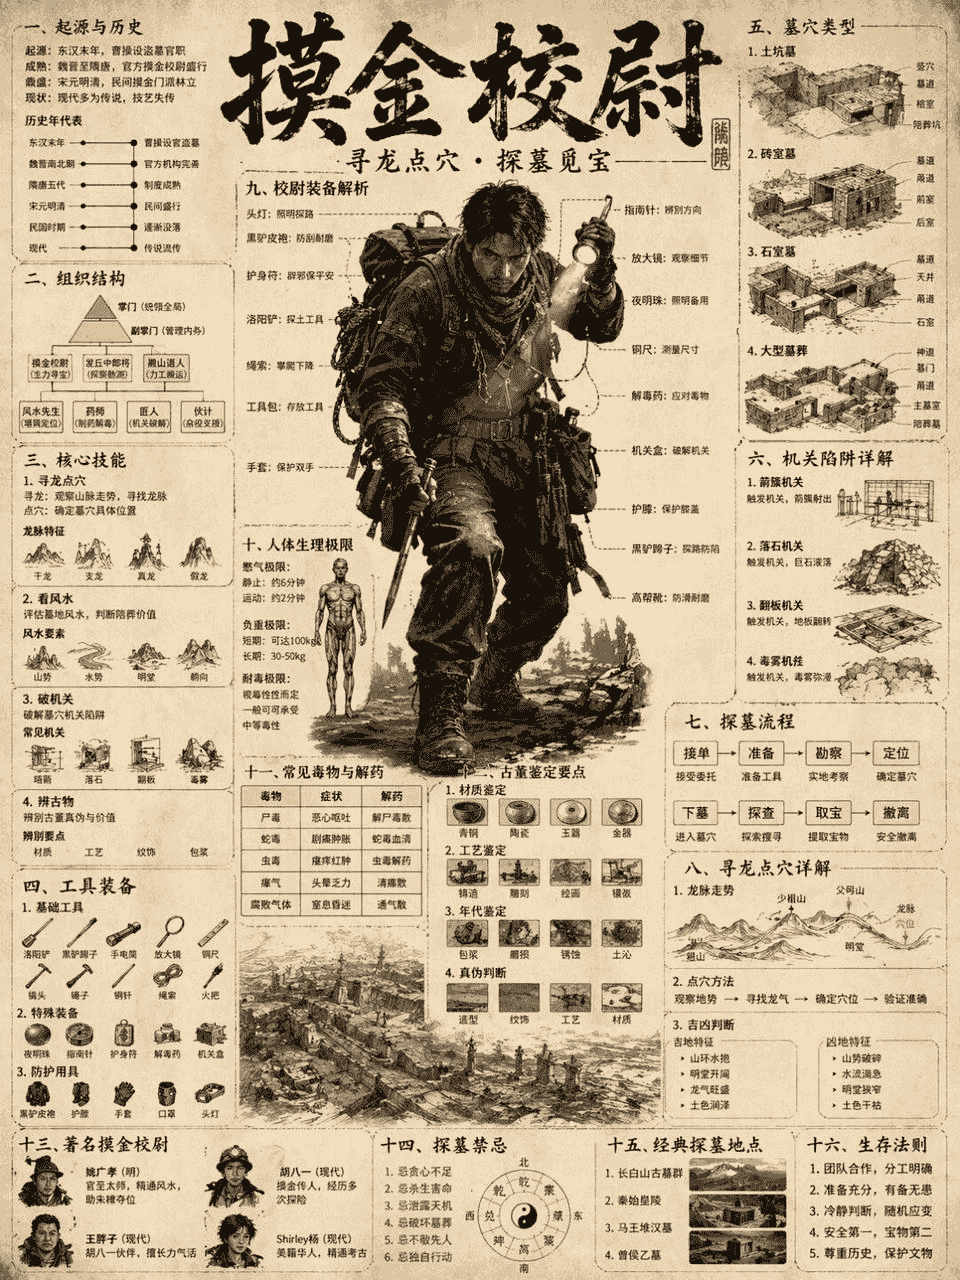 摸金校尉
寻龙点穴·探墓觅宝
一、起源与历史
起源：东汉末年，曹操设盗墓官职
成熟：魏晋至隋唐，官方摸金校尉盛行
鼎盛：宋元明清，民间摸金门派林立
现状：现代多为传说，技艺失传
历史年代表
东汉末年 曹操设官盗墓
魏晋南北朝 官方机构完善
隋唐五代 制度成熟
宋元明清 民间盛行
民国时期 逐渐没落
现代 传说流传
二、组织结构
掌门（统领全局）
副掌门（管理内务）
摸金校尉 发丘中郎将 搬山道人
（主力寻宝）（探察勘测）（力工搬运）
风水先生 药师 匠人 伙计
（堪舆定位）（制药解毒）（机关破解）（杂役支援）
三、核心技能
1. 寻龙点穴
寻龙：观察山脉走势，寻找龙脉
点穴：确定墓穴具体位置
龙脉特征
干龙 支龙 真龙 假龙
2. 看风水
评估墓地风水，判断陪葬价值
风水要素
山势 水势 明堂 朝向
3. 破机关
破解墓穴机关陷阱
常见机关
暗箭 落石 翻板 毒雾
4. 辨古物
辨别古董真伪与价值
辨别要点
材质 工艺 纹饰 包浆
四、工具装备
1. 基础工具
洛阳铲 黑驴蹄子 手电筒 放大镜 铜尺
镐头 锤子 钢钎 绳索 火把
2. 特殊装备
夜明珠 指南针 护身符 解毒药 机关盒
3. 防护用具
黑驴皮袍 护膝 手套 口罩 头灯
九、校尉装备解析
头灯：照明探路
黑驴皮袍：防刮耐磨
护身符：辟邪保平安
洛阳铲：探土工具
绳索：攀爬下降
工具包：存放工具
手套：保护双手
指南针：辨别方向
放大镜：观察细节
夜明珠：照明备用
铜尺：测量尺寸
解毒药：应对毒物
机关盒：破解机关
护膝：保护膝盖
黑驴蹄子：探路防陷
高帮靴：防滑耐磨
十、人体生理极限
憋气极限：
静止：约6分钟
运动：约2分钟
负重极限：
短期：可达100kg
长期：30-50kg
耐毒极限：
视毒性性而定
一般可可承受
中等毒性
十一、常见毒物与解药
毒物 症状 解药
尸毒 恶心呕吐 解尸毒散
蛇毒 剧痛肿胀 蛇毒血清
虫毒 瘙痒红肿 虫毒解药
瘴气 头晕乏力 清瘴散
腐败气体 窒息昏迷 通气散
十二、古董鉴定要点
1. 材质鉴定
青铜 陶瓷 玉器 金器
2. 工艺鉴定
铸造 雕刻 绘画 镶嵌
3. 年代鉴定
包浆 磨损 锈蚀 土沁
4. 真伪判断
造型 纹饰 工艺 材质
五、墓穴类型
1. 土坑墓
墓道
椁室
陪葬坑
2. 砖室墓
墓道
甬道
前室
后室
3. 石室墓
墓道
天井
甬道
石室
4. 大型墓葬
神道
墓门
甬道
主墓室
陪葬墓
六、机关陷阱详解
1. 箭簇机关
触发机关，箭簇射出
2. 落石机关
触发机关，巨石滚落
3. 翻板机关
触发机关，地板翻转
4. 毒雾机关
触发机关，毒雾弥漫
七、探墓流程
接单 准备 勘察 定位
接受委托 准备工具 实地考察 确定墓穴
下墓 探查 取宝 撤离
进入墓穴 探索搜寻 提取宝物 安全撤离
八、寻龙点穴详解
1. 龙脉走势
父母山
少祖山
龙脉
穴位
明堂
祖山
2. 点穴方法
观察地势 → 寻找龙气 → 确定穴位 → 验证准确
3. 吉凶判断
吉地特征
山环水抱
明堂开阔
龙气旺盛
土色润泽
凶地特征
山势破碎
水流湍急
明堂狭窄
土色干枯
十三、著名摸金校尉
姚广孝（明）
官至太师，精通风水，
助朱棣夺位
胡八一（现代）
摸金传人，经历多
次探险
王胖子（现代）
胡八一伙伴，擅长力气活
Shirley杨（现代）
美籍华人，精通考古
十四、探墓禁忌
1. 忌贪心不足
2. 忌杀生害命
3. 忌泄露天机
4. 忌破坏墓葬
5. 忌不敬先人
6. 忌独自行动
北
西
东
南
十五、经典探墓地点
1. 长白山古墓群
2. 秦始皇陵
3. 马王堆汉墓
4. 曾侯乙墓
十六、生存法则
1. 团队合作，分工明确
2. 准备充分，有备无患
3. 冷静判断，随机应变
4. 安全第一，宝物第二
5. 尊重历史，保护文物